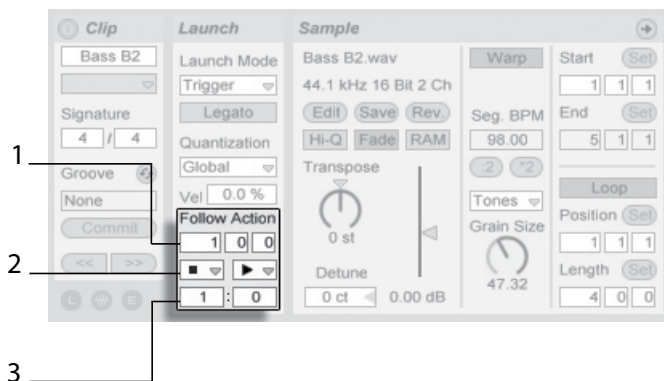 Clip
Bass B2
Signature
4 / 4
Groove
None
Commit
<< >>
L E
Launch
Launch Mode
Trigger
Legato
Quantization
Global
Vel 0.0 %
Follow Action
1 0 0
1 : 0
Sample
Bass B2.wav
44.1 kHz 16 Bit 2 Ch
Edit Save Rev.
Hi-Q Fade RAM
Transpose
0 st
Detune
0 ct 0.00 dB
Warp
Seg. BPM
98.00
:2 *2
Tones
Grain Size
47.32
Start Set
1 1 1
End Set
5 1 1
Loop
Position Set
1 1 1
Length Set
4 0 0
1
2
3